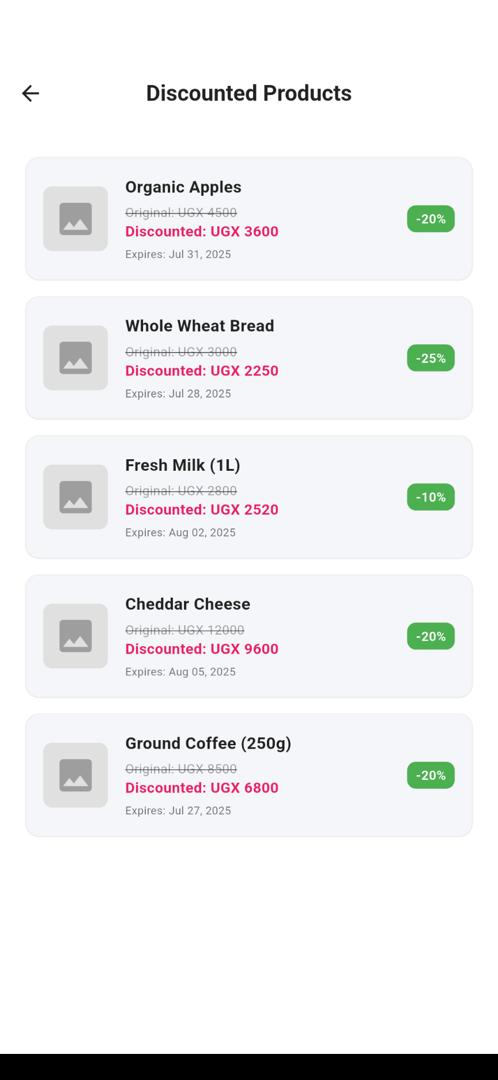 Discounted Products
Organic Apples
Original: UGX 4500
Discounted: UGX 3600
Expires: Jul 31, 2025
-20%
Whole Wheat Bread
Original: UGX 3000
Discounted: UGX 2250
Expires: Jul 28, 2025
-25%
Fresh Milk (1L)
Original: UGX 2800
Discounted: UGX 2520
Expires: Aug 02, 2025
-10%
Cheddar Cheese
Original: UGX 12000
Discounted: UGX 9600
Expires: Aug 05, 2025
-20%
Ground Coffee (250g)
Original: UGX 8500
Discounted: UGX 6800
Expires: Jul 27, 2025
-20%